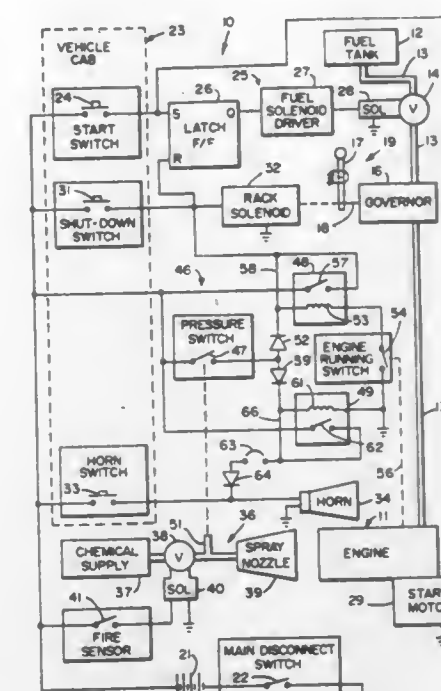 23
10
VEHICLE
CAB
FUEL
TANK
12
13
14
24
START
SWITCH
26
S
Q
LATCH
F/F
R
25
27
FUEL
SOLENOID
DRIVER
28
SOL
V
13
31
SHUT-DOWN
SWITCH
32
RACK
SOLENOID
17
19
16
18
GOVERNOR
46
58
48
57
53
PRESSURE
SWITCH
47
52
59
ENGINE
RUNNING
SWITCH
54
61
49
66
62
63
64
56
HORN
SWITCH
33
HORN
34
11
ENGINE
CHEMICAL
SUPPLY
37
38
V
51
36
SPRAY
NOZZLE
39
SOL
40
41
FIRE
SENSOR
29
START
MOTO
21
MAIN DISCONNECT
SWITCH
22